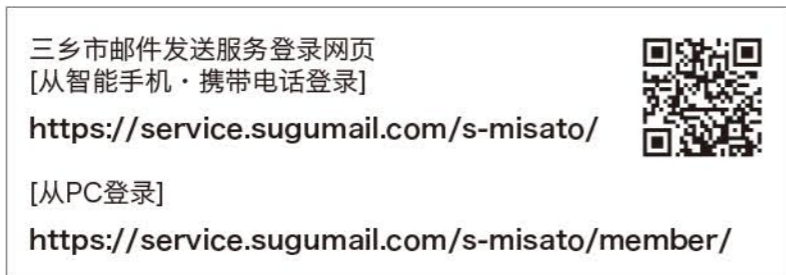 三乡市邮件发送服务登录网页
[从智能手机・携带电话登录]
https://service.sugumail.com/s-misato/
[从PC登录]
https://service.sugumail.com/s-misato/member/